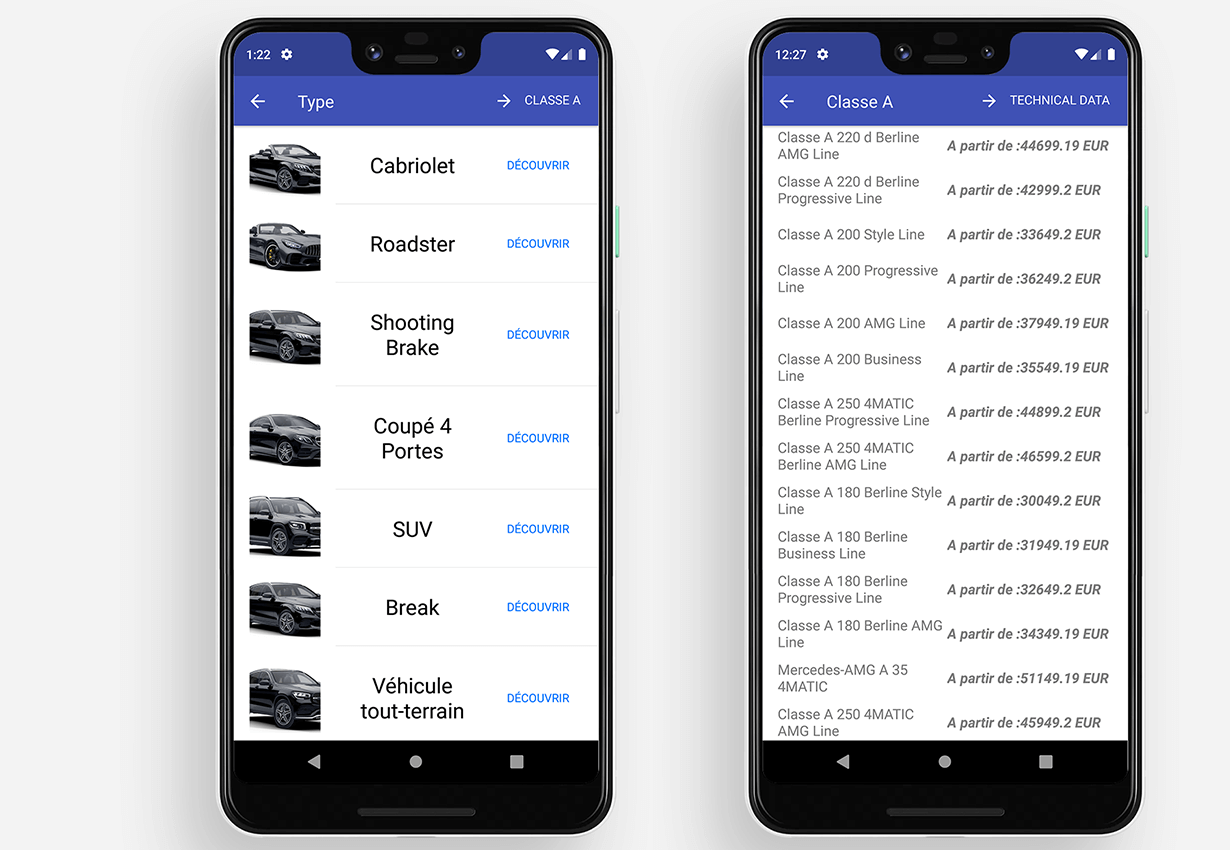 1:22
Type
CLASSE A
Cabriolet
DÉCOUVRIR
Roadster
DÉCOUVRIR
Shooting
Brake
DÉCOUVRIR
Coupé 4
Portes
DÉCOUVRIR
SUV
DÉCOUVRIR
Break
DÉCOUVRIR
Véhicule
tout-terrain
DÉCOUVRIR
12:27
Classe A
TECHNICAL DATA
Classe A 220 d Berline
AMG Line
A partir de :44699.19 EUR
Classe A 220 d Berline
Progressive Line
A partir de :42999.2 EUR
Classe A 200 Style Line
A partir de :33649.2 EUR
Classe A 200 Progressive
Line
A partir de :36249.2 EUR
Classe A 200 AMG Line
A partir de :37949.19 EUR
Classe A 200 Business
Line
A partir de :35549.19 EUR
Classe A 250 4MATIC
Berline Progressive Line
A partir de :44899.2 EUR
Classe A 250 4MATIC
Berline AMG Line
A partir de :46599.2 EUR
Classe A 180 Berline Style
Line
A partir de :30049.2 EUR
Classe A 180 Berline
Business Line
A partir de :31949.19 EUR
Classe A 180 Berline
Progressive Line
A partir de :32649.2 EUR
Classe A 180 Berline AMG
Line
A partir de :34349.19 EUR
Mercedes-AMG A 35
4MATIC
A partir de :51149.19 EUR
Classe A 250 4MATIC
AMG Line
A partir de :45949.2 EUR